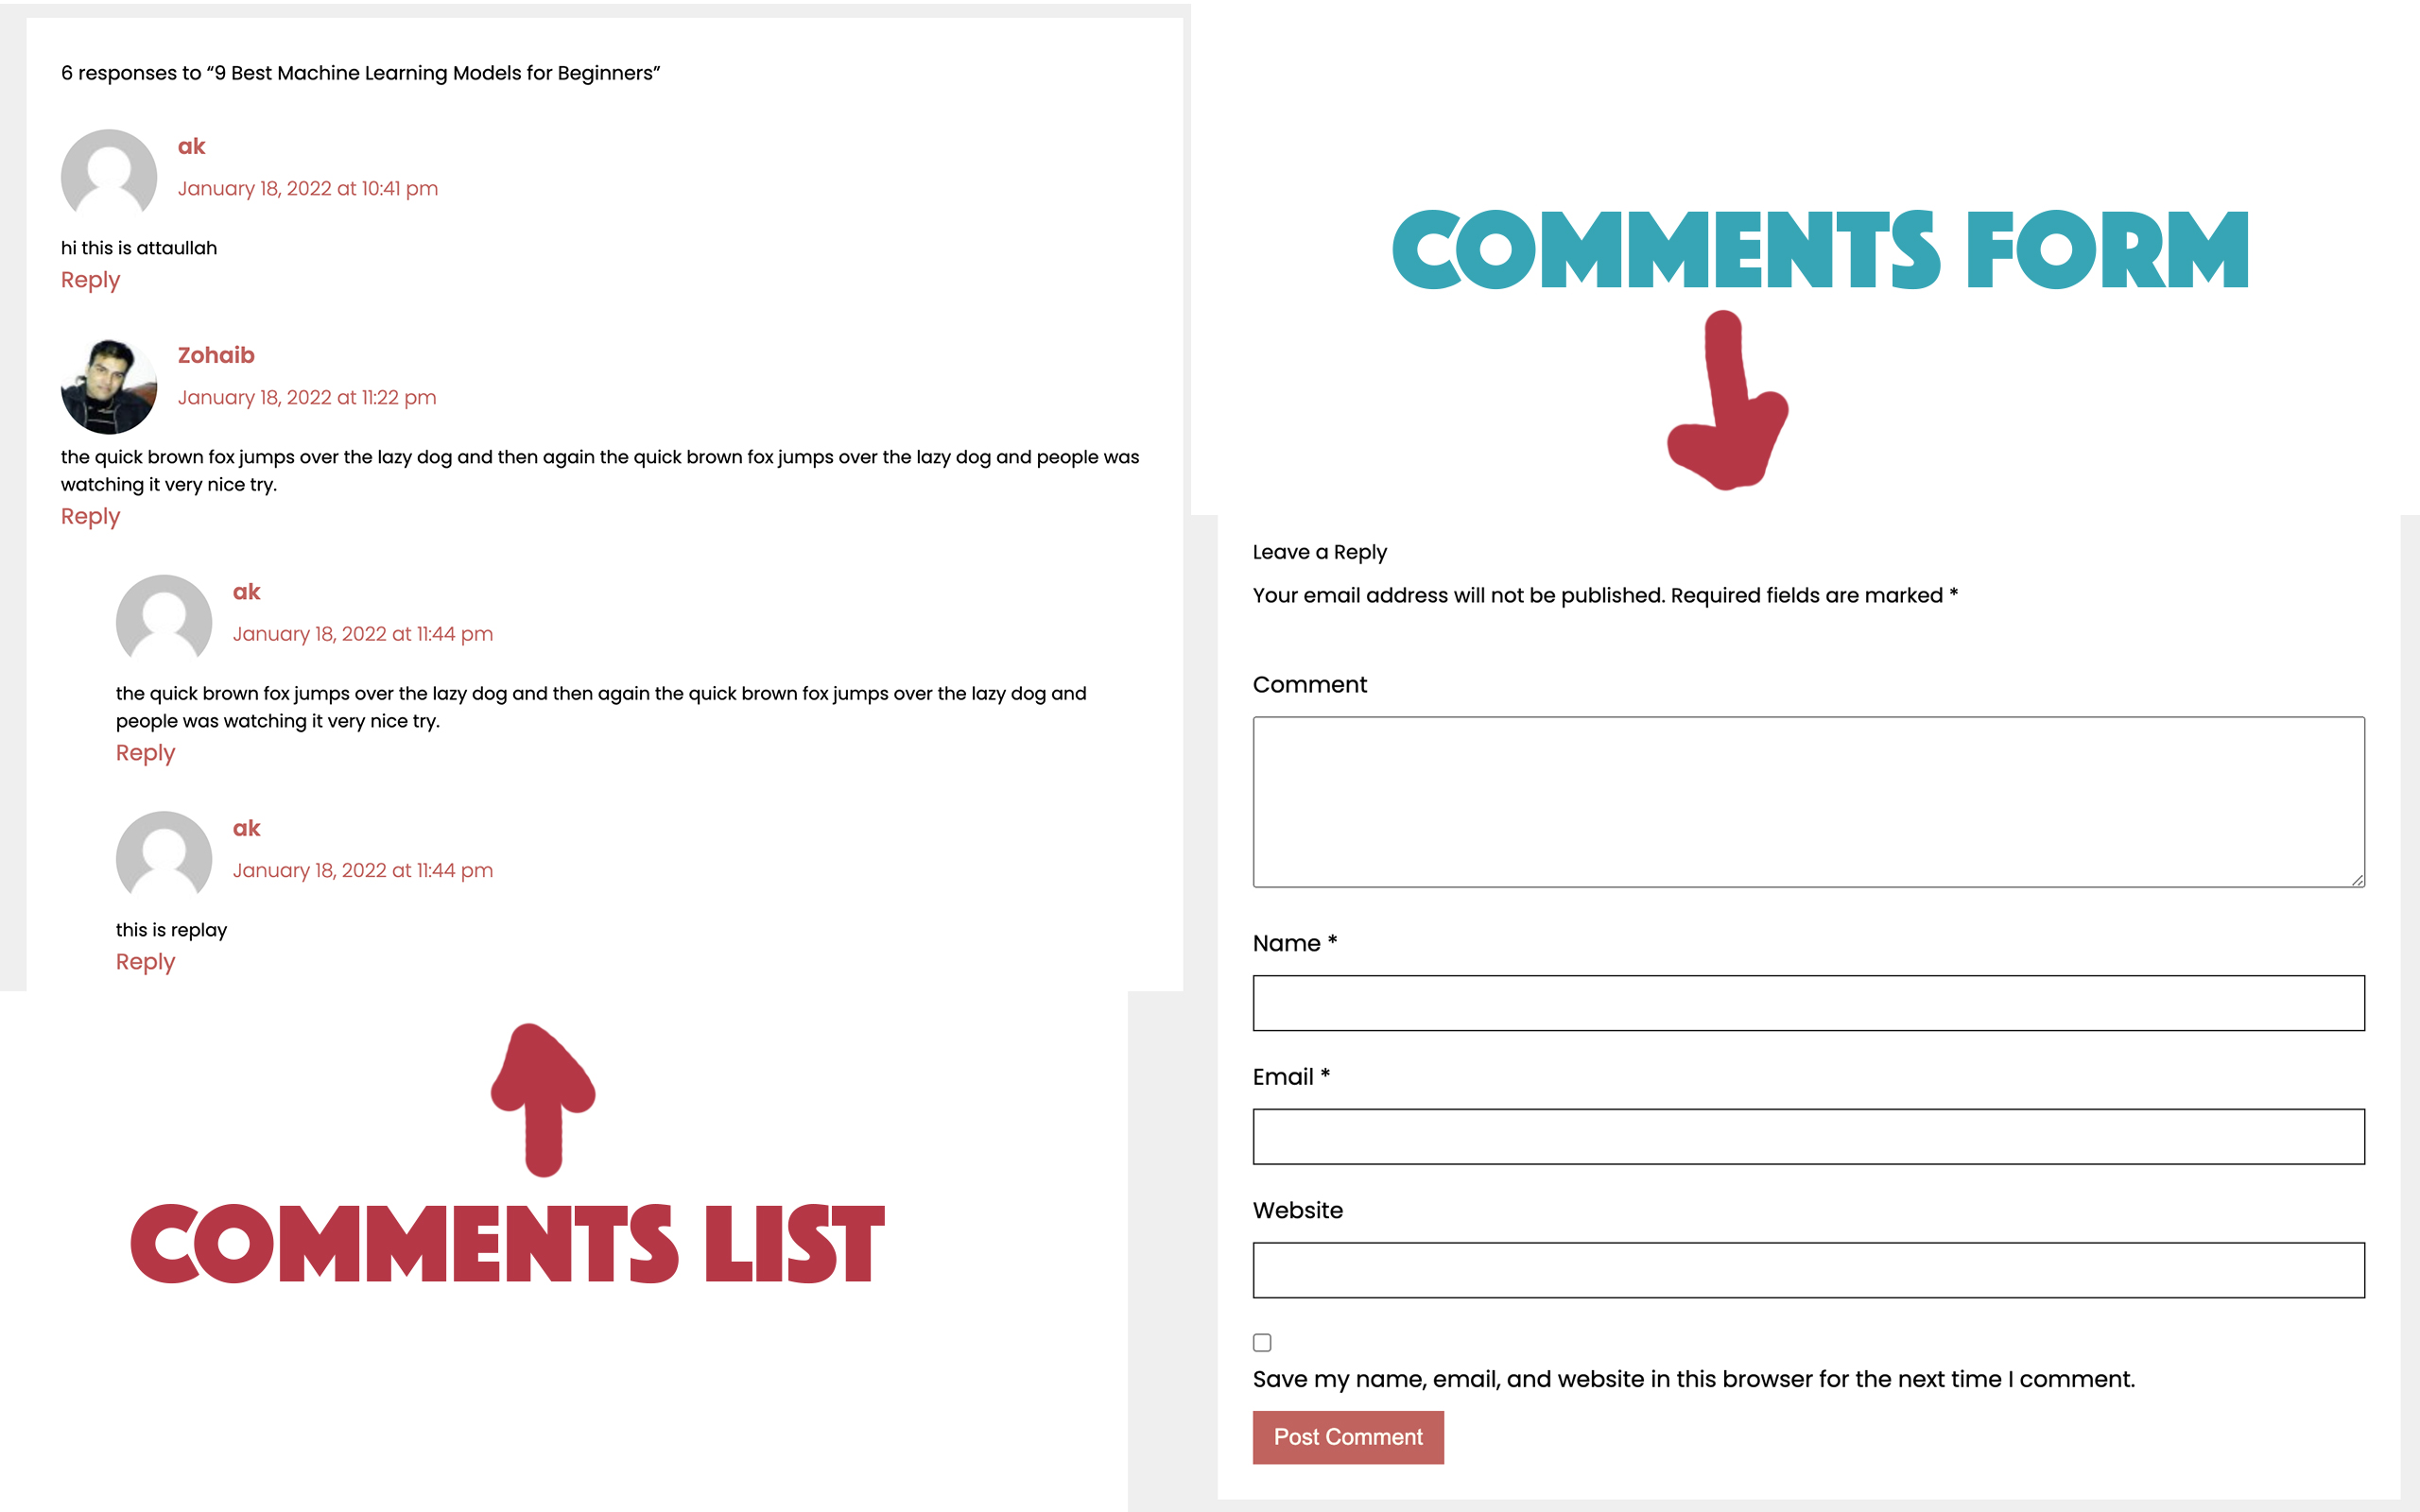 6 responses to “9 Best Machine Learning Models for Beginners”
ak
January 18, 2022 at 10:41 pm
hi this is attaullah
Reply
Zohaib
January 18, 2022 at 11:22 pm
the quick brown fox jumps over the lazy dog and then again the quick brown fox jumps over the lazy dog and people was
watching it very nice try.
Reply
ak
January 18, 2022 at 11:44 pm
the quick brown fox jumps over the lazy dog and then again the quick brown fox jumps over the lazy dog and
people was watching it very nice try.
Reply
ak
January 18, 2022 at 11:44 pm
this is replay
Reply
COMMENTS LIST
COMMENTS FORM
Leave a Reply
Your email address will not be published. Required fields are marked *
Comment
Name *
Email *
Website
Save my name, email, and website in this browser for the next time I comment.
Post Comment